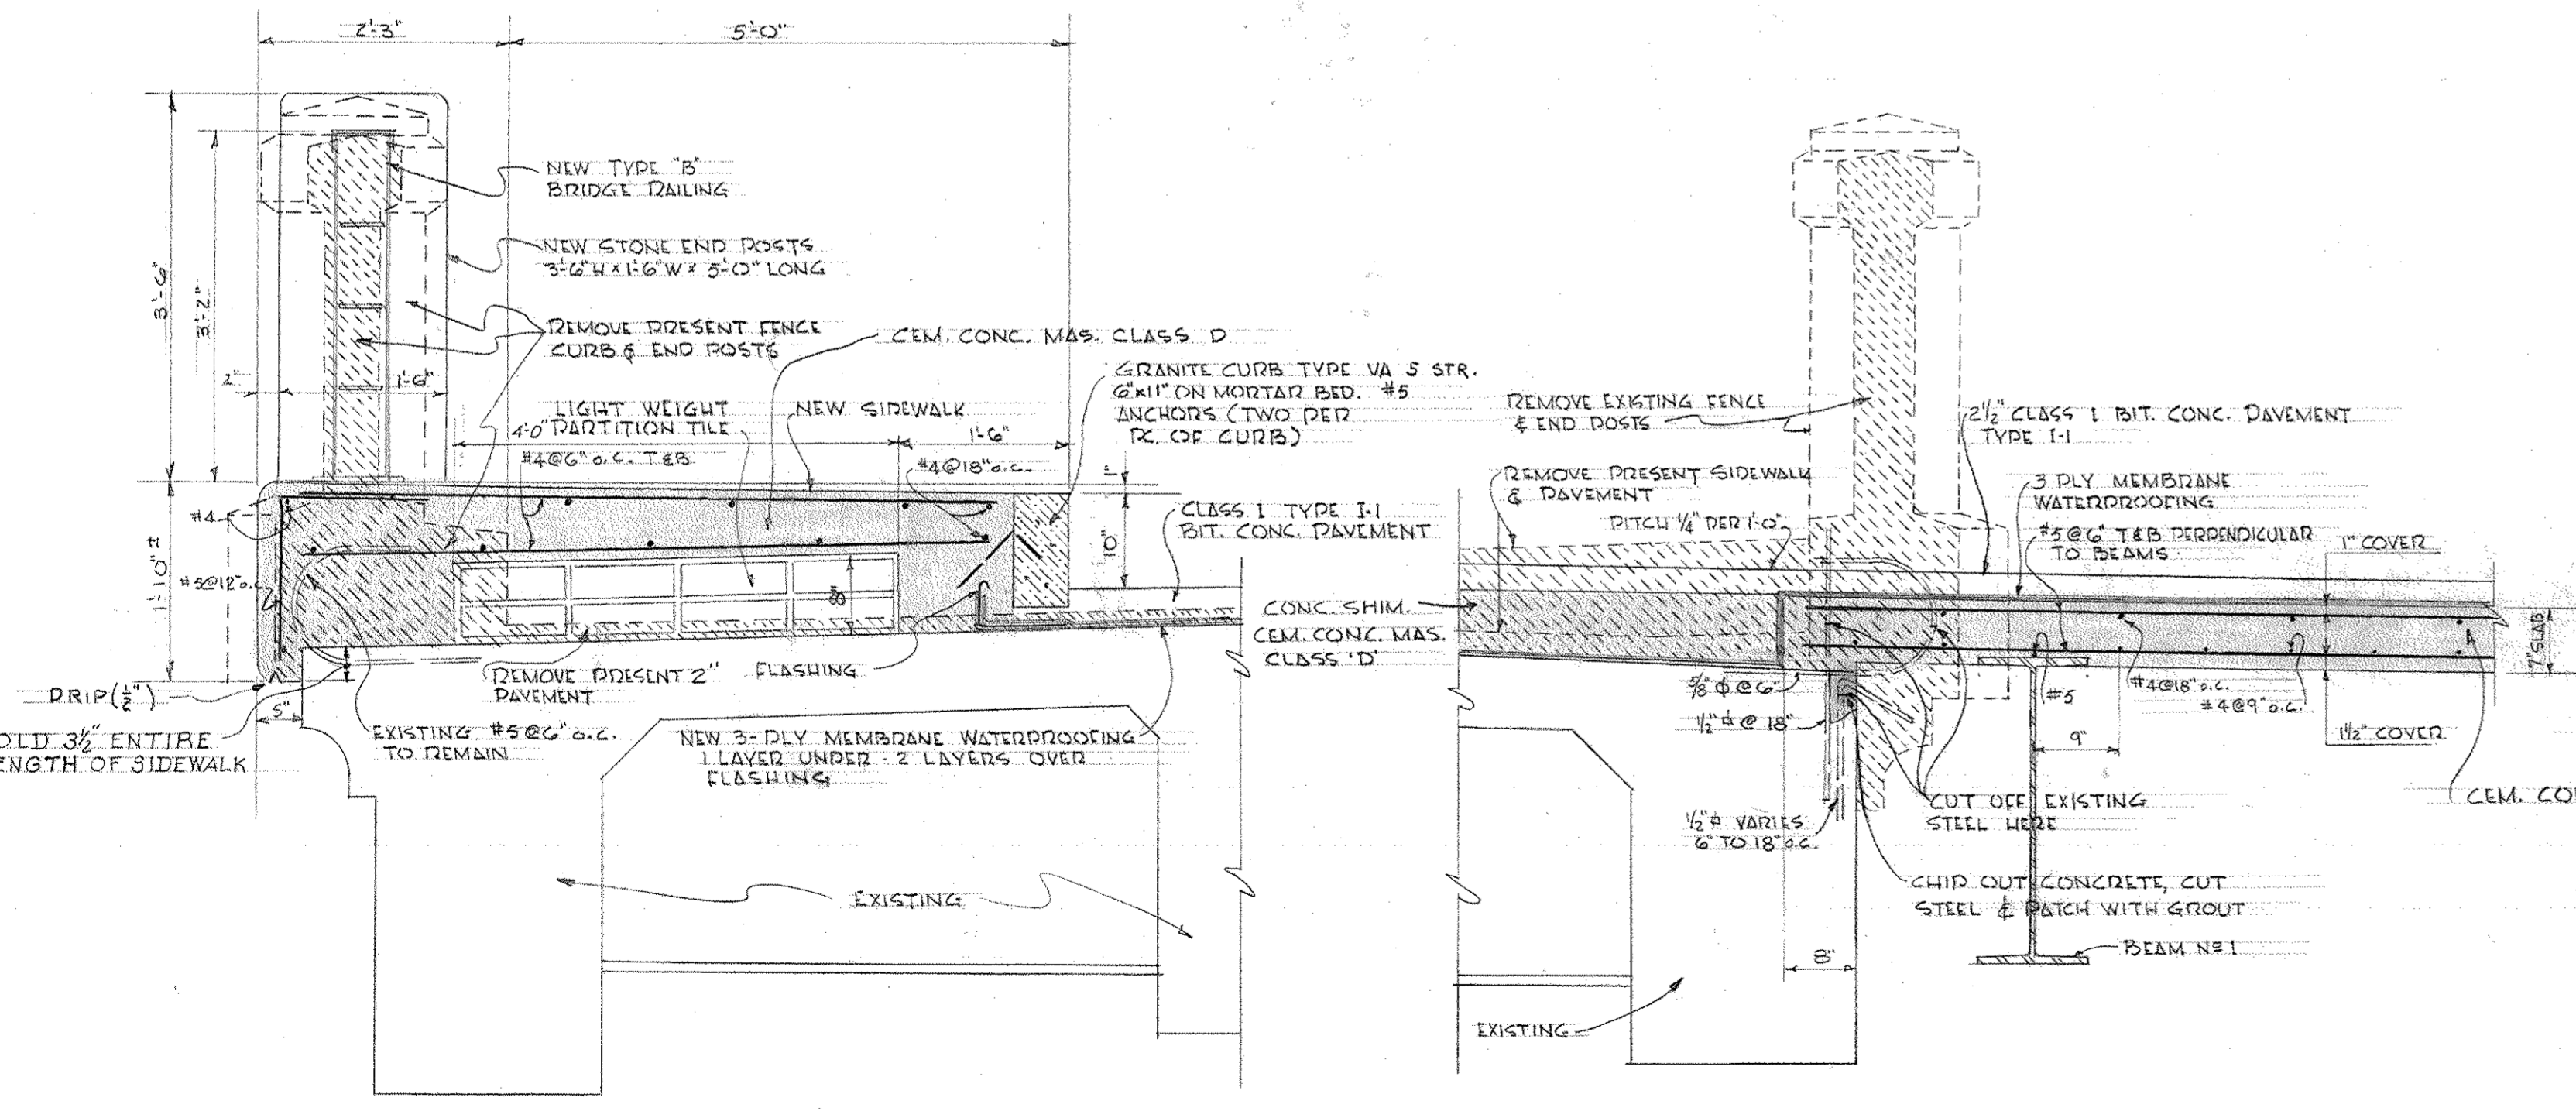 2'-3"
5'-0"
NEW TYPE "B"
BRIDGE RAILING
NEW STONE END POSTS
3'-6"H x 1'-6"W x 5'-0" LONG
3'-6"
3'-2"
REMOVE PRESENT FENCE
CURB & END POSTS
CEM. CONC. MAS. CLASS D
2"
1'-6"
GRANITE CURB TYPE VA 5 STR.
6"x11" ON MORTAR BED. #5
ANCHORS (TWO PER
PC. OF CURB)
LIGHT WEIGHT
PARTITION TILE
4'-0"
NEW SIDEWALK
1'-6"
#4@6" o.c. T&B
#4@18" o.c.
1"
10"
CLASS 1 TYPE I-1
BIT. CONC. PAVEMENT
#4
1'-10"±
#5@12" o.c.
8"
DRIP (½")
5"
REMOVE PRESENT 2"
PAVEMENT
FLASHING
OLD 3½" ENTIRE
ENGTH OF SIDEWALK
EXISTING #5@6" o.c.
TO REMAIN
NEW 3-PLY MEMBRANE WATERPROOFING
1 LAYER UNDER - 2 LAYERS OVER
FLASHING
EXISTING
REMOVE EXISTING FENCE
& END POSTS
2½" CLASS 1 BIT. CONC. PAVEMENT
TYPE I-1
REMOVE PRESENT SIDEWALK
& PAVEMENT
3 PLY MEMBRANE
WATERPROOFING
PITCH ¼" PER 1'-0"
#5@6" T&B PERPENDICULAR
TO BEAMS
1" COVER
CONC. SHIM.
CEM. CONC. MAS.
CLASS 'D'
7" SLAB
⅝" ϕ @ 6"
½" ⌀ @ 18"
#5
#4@18" o.c.
#4@9" o.c.
9"
1½" COVER
½" ⌀ VARIES
6" TO 18" o.c.
CUT OFF EXISTING
STEEL HERE
CEM. CO
CHIP OUT CONCRETE, CUT
STEEL & PATCH WITH GROUT
BEAM Nº 1
8"
EXISTING